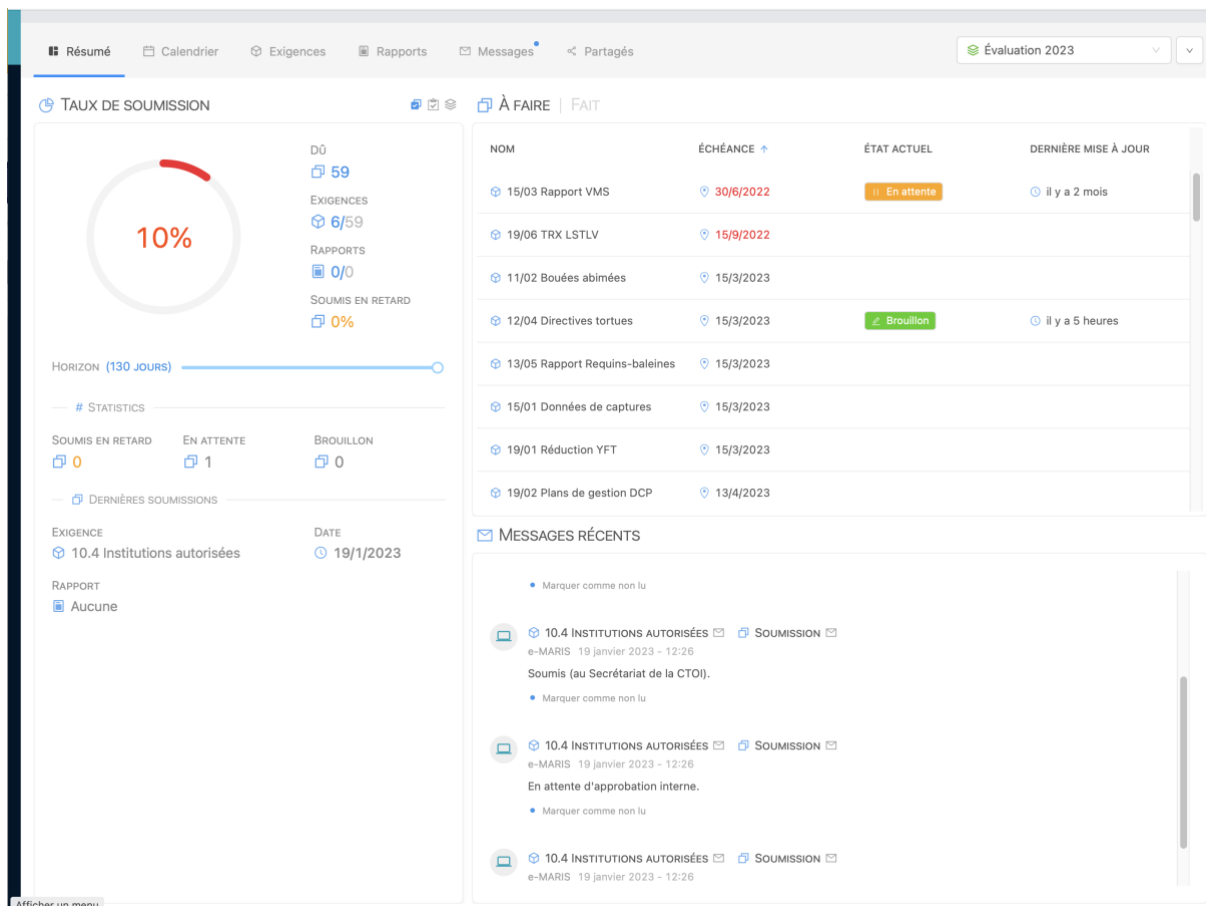 Résumé Calendrier Exigences Rapports Messages Partagés Évaluation 2023
TAUX DE SOUMISSION
10%
DÛ
59
EXIGENCES
6/59
RAPPORTS
0/0
SOUMIS EN RETARD
0%
HORIZON (130 JOURS)
# STATISTICS
SOUMIS EN RETARD EN ATTENTE BROUILLON
0 1 0
DERNIÈRES SOUMISSIONS
EXIGENCE DATE
10.4 Institutions autorisées 19/1/2023
RAPPORT
Aucune
À FAIRE | FAIT
NOM ÉCHÉANCE ÉTAT ACTUEL DERNIÈRE MISE À JOUR
15/03 Rapport VMS 30/6/2022 En attente il y a 2 mois
19/06 TRX LSTLV 15/9/2022
11/02 Bouées abimées 15/3/2023
12/04 Directives tortues 15/3/2023 Brouillon il y a 5 heures
13/05 Rapport Requins-baleines 15/3/2023
15/01 Données de captures 15/3/2023
19/01 Réduction YFT 15/3/2023
19/02 Plans de gestion DCP 13/4/2023
MESSAGES RÉCENTS
Marquer comme non lu
10.4 INSTITUTIONS AUTORISÉES SOUMISSION
e-MARIS 19 janvier 2023 - 12:26
Soumis (au Secrétariat de la CTOI).
Marquer comme non lu
10.4 INSTITUTIONS AUTORISÉES SOUMISSION
e-MARIS 19 janvier 2023 - 12:26
En attente d'approbation interne.
Marquer comme non lu
10.4 INSTITUTIONS AUTORISÉES SOUMISSION
e-MARIS 19 janvier 2023 - 12:26
Afficher un menu